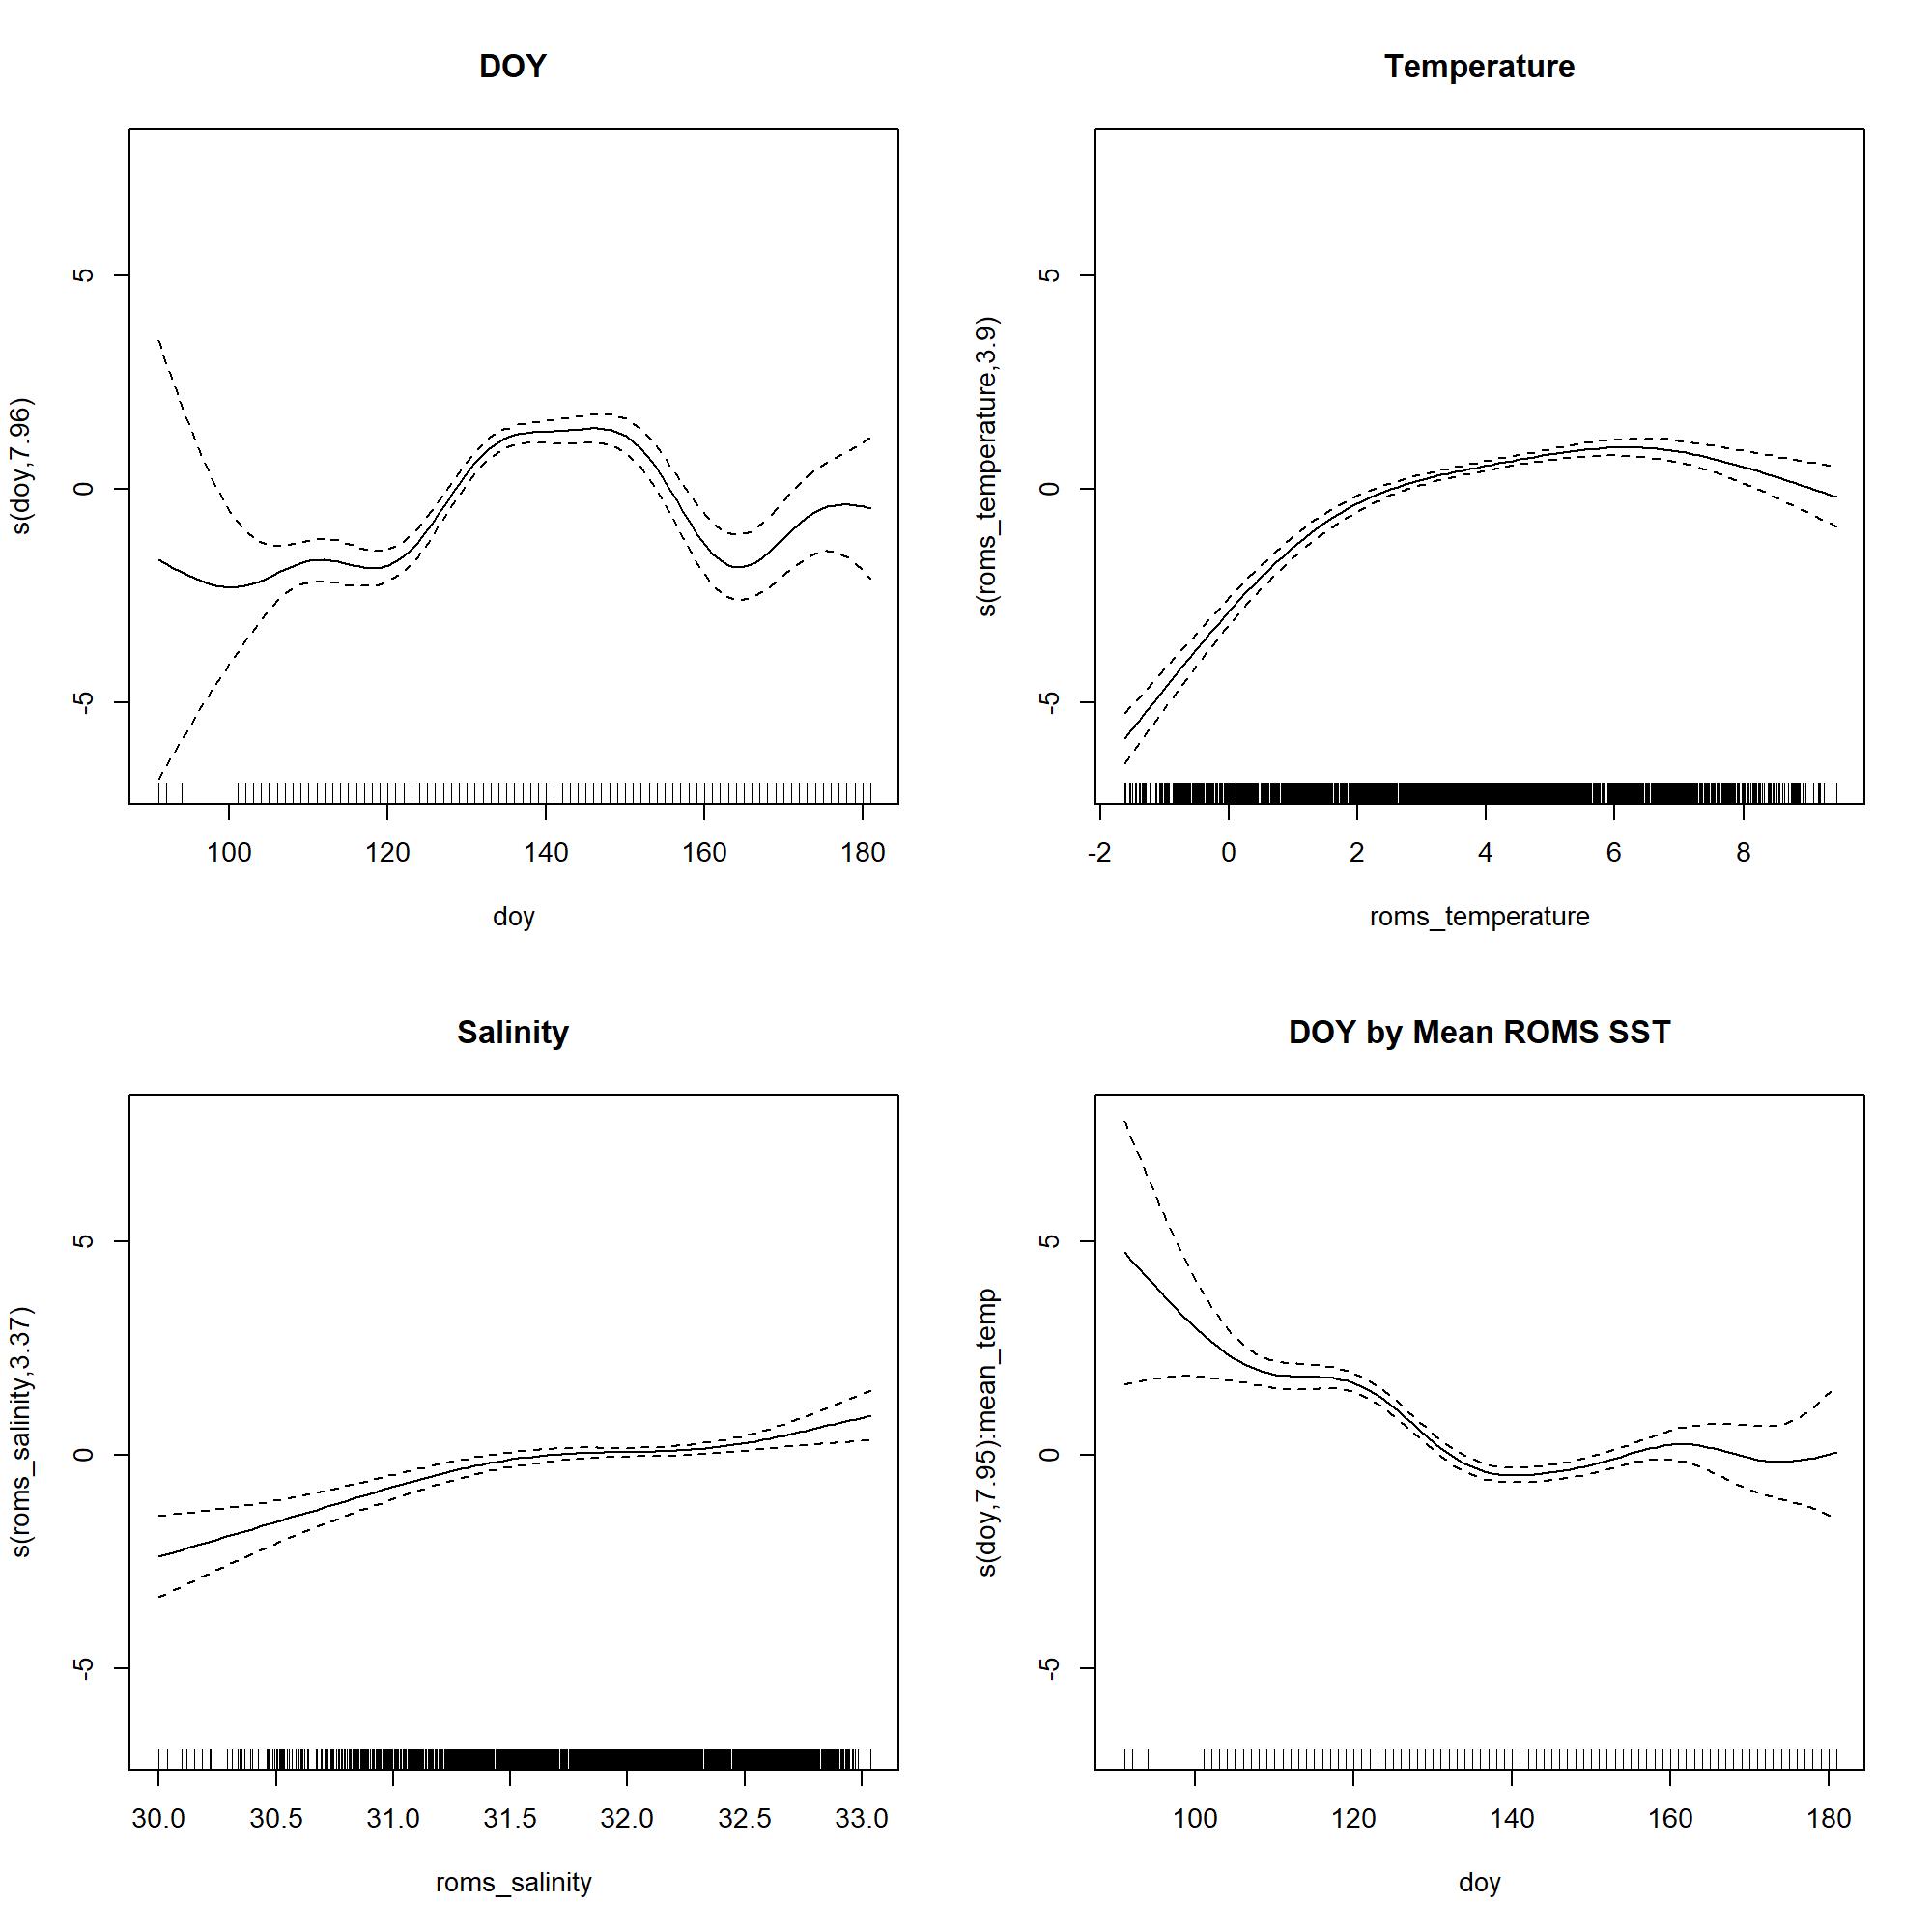 DOY
s(doy,7.96)
5
0
-5
100 120 140 160 180
doy
Temperature
s(roms_temperature,3.9)
5
0
-5
-2 0 2 4 6 8
roms_temperature
Salinity
s(roms_salinity,3.37)
5
0
-5
30.0 30.5 31.0 31.5 32.0 32.5 33.0
roms_salinity
DOY by Mean ROMS SST
s(doy,7.95):mean_temp
5
0
-5
100 120 140 160 180
doy